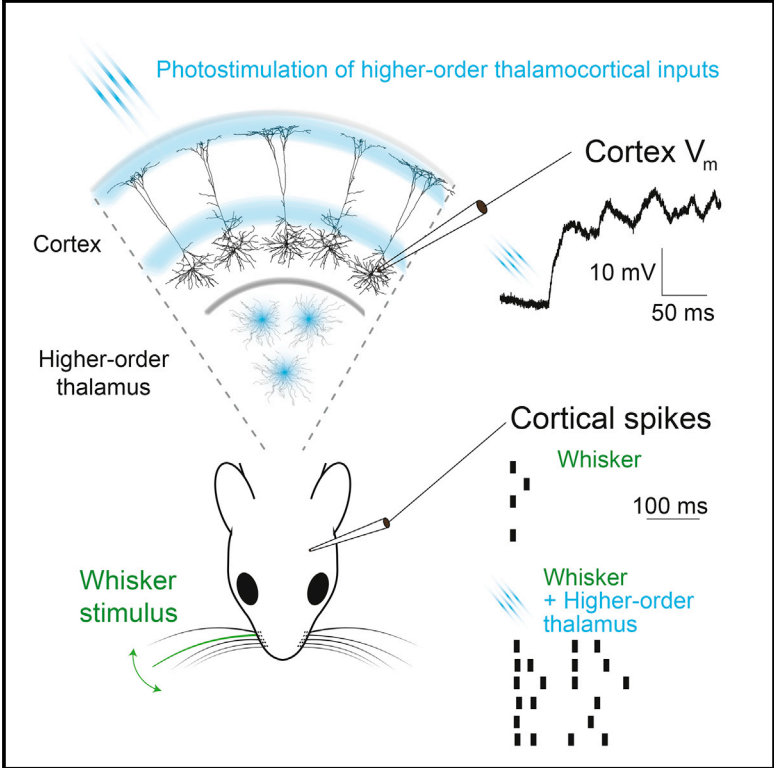 Photostimulation of higher-order thalamocortical inputs
Cortex Vm
Cortex
10 mV
50 ms
Higher-order
thalamus
Cortical spikes
Whisker
100 ms
Whisker
stimulus
Whisker
+ Higher-order
thalamus